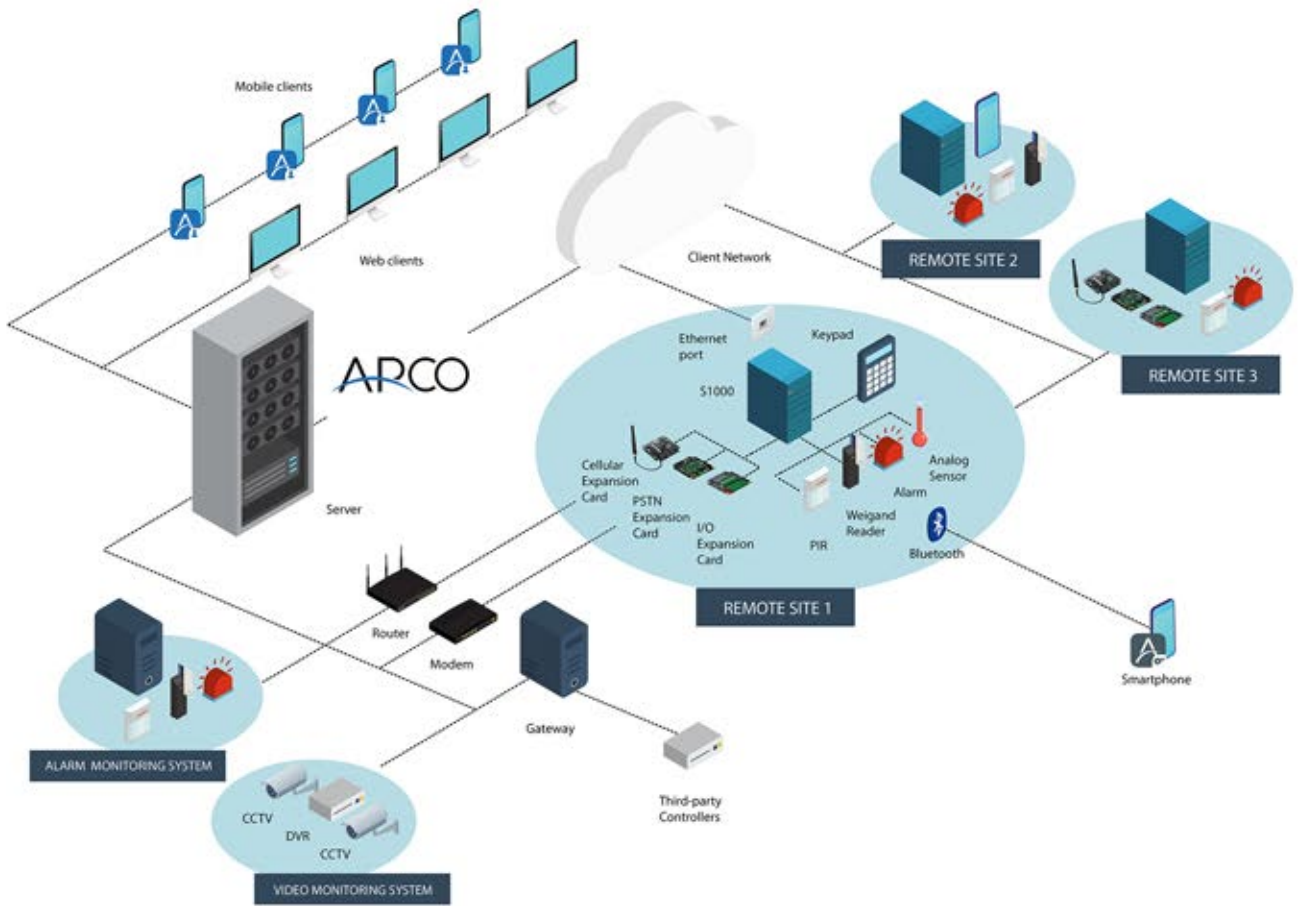 Mobile clients
Web clients
Client Network
REMOTE SITE 2
REMOTE SITE 3
APCO
Server
Ethernet
port
Keypad
S1000
Cellular
Expansion
Card
PSTN
Expansion
Card
I/O
Expansion
Card
PIR
Weigand
Reader
Alarm
Analog
Sensor
Bluetooth
REMOTE SITE 1
Router
Modem
Gateway
Smartphone
ALARM MONITORING SYSTEM
Third-party
Controllers
CCTV
DVR
CCTV
VIDEO MONITORING SYSTEM